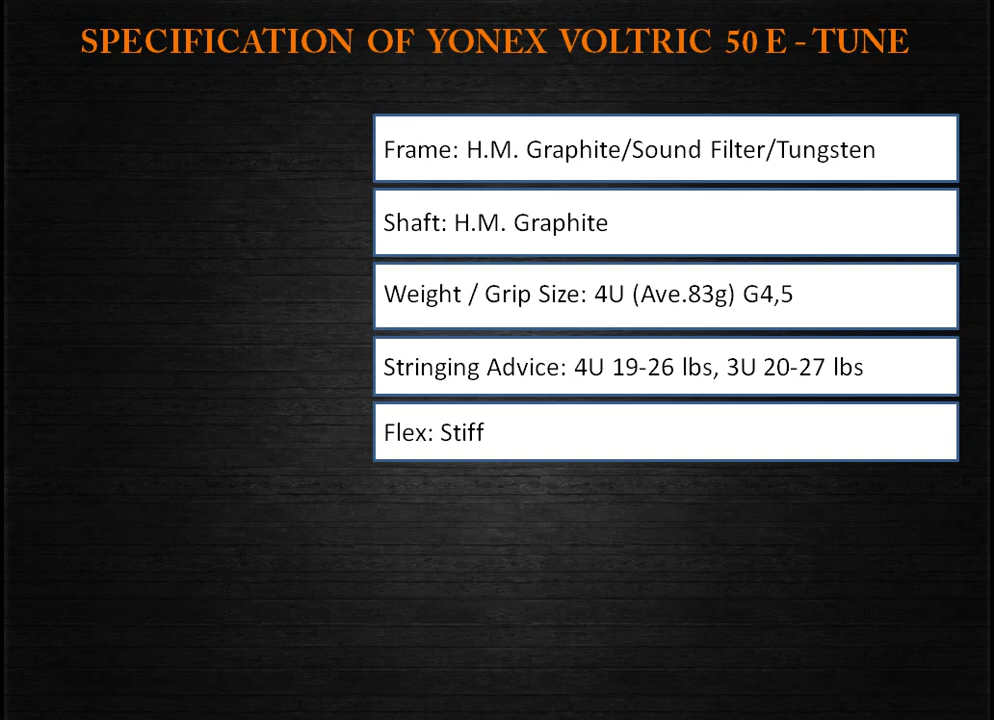 SPECIFICATION OF YONEX VOLTRIC 50 E - TUNE
Frame: H.M. Graphite/Sound Filter/Tungsten
Shaft: H.M. Graphite
Weight / Grip Size: 4U (Ave.83g) G4,5
Stringing Advice: 4U 19-26 lbs, 3U 20-27 lbs
Flex: Stiff